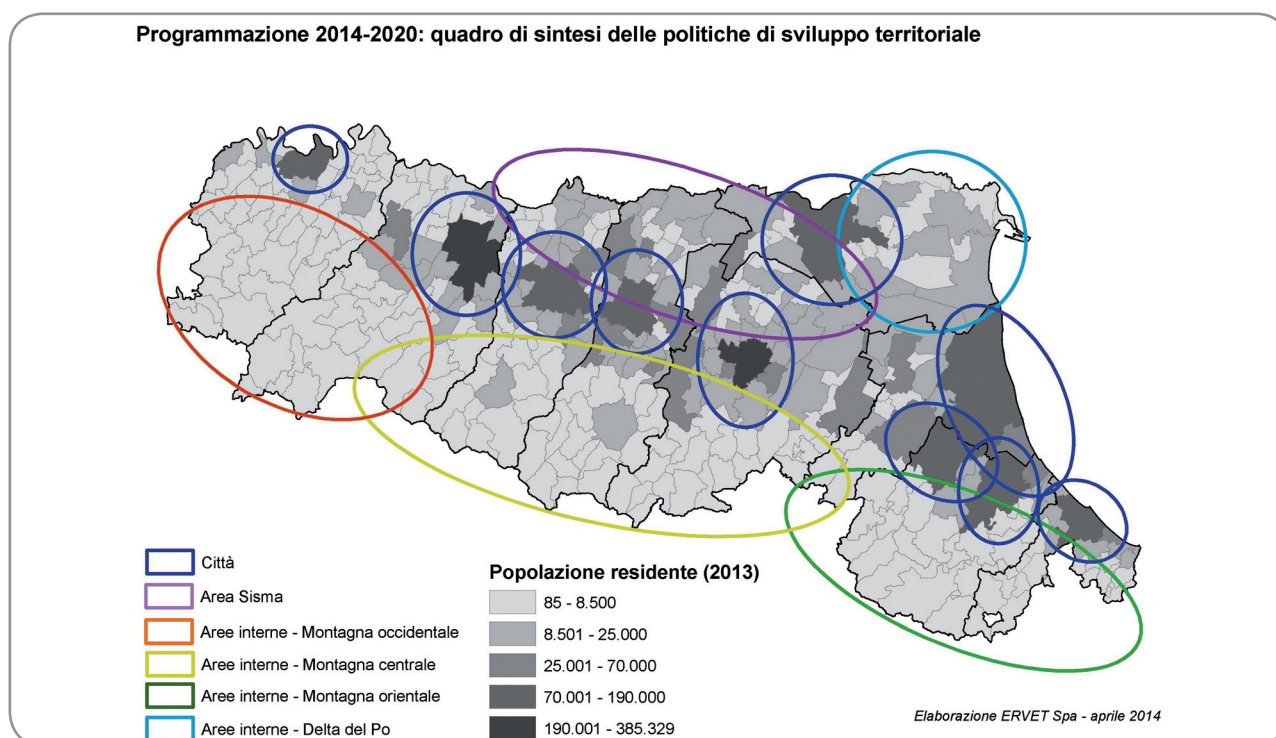 Programmazione 2014-2020: quadro di sintesi delle politiche di sviluppo territoriale
Città
Area Sisma
Aree interne - Montagna occidentale
Aree interne - Montagna centrale
Aree interne - Montagna orientale
Aree interne - Delta del Po
Popolazione residente (2013)
85 - 8.500
8.501 - 25.000
25.001 - 70.000
70.001 - 190.000
190.001 - 385.329
Elaborazione ERVET Spa - aprile 2014